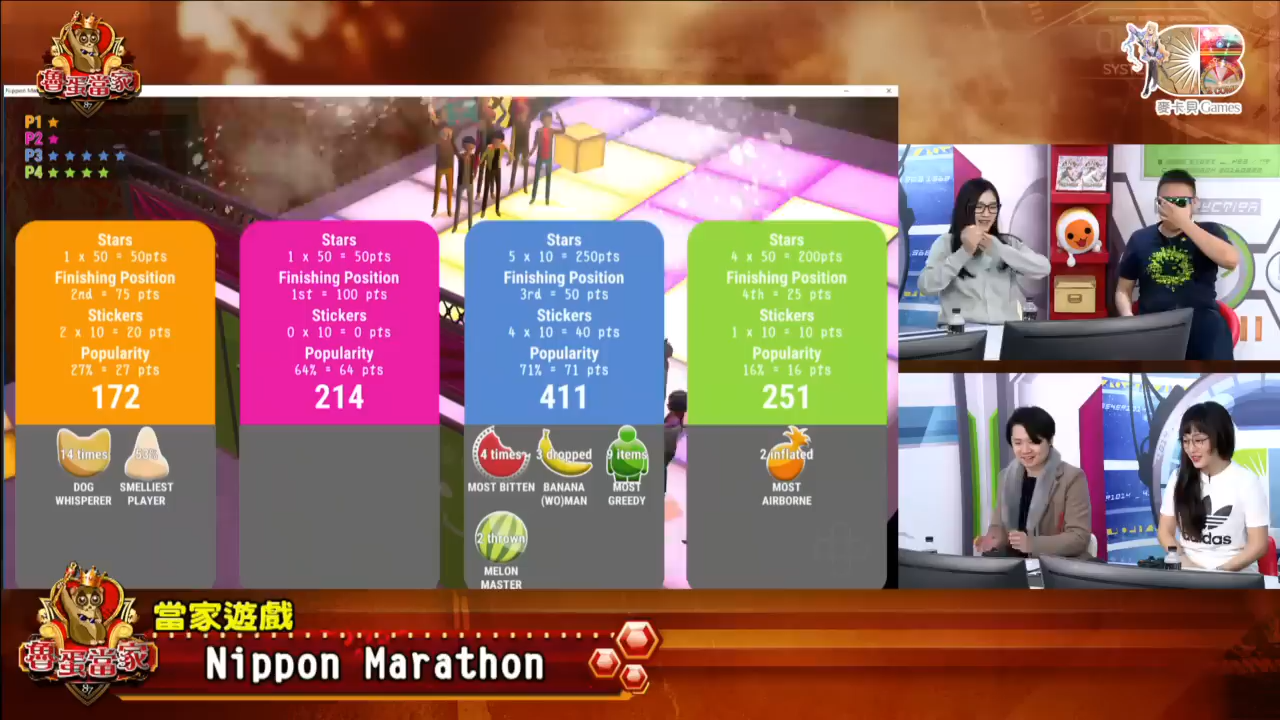 魯蛋當家
87
麥卡貝Games
P1
P2
P3
P4
Stars
1 x 50 = 50pts
Finishing Position
2nd = 75 pts
Stickers
2 x 10 = 20 pts
Popularity
27% = 27 pts
172
14 times
DOG
WHISPERER
53%
SMELLIEST
PLAYER
Stars
1 x 50 = 50pts
Finishing Position
1st = 100 pts
Stickers
0 x 10 = 0 pts
Popularity
64% = 64 pts
214
Stars
5 x 10 = 250pts
Finishing Position
3rd = 50 pts
Stickers
4 x 10 = 40 pts
Popularity
71% = 71 pts
411
4 times
MOST BITTEN
3 dropped
BANANA
(WO)MAN
9 items
MOST
GREEDY
2 thrown
MELON
MASTER
Stars
4 x 50 = 200pts
Finishing Position
4th = 25 pts
Stickers
1 x 10 = 10 pts
Popularity
16% = 16 pts
251
2 inflated
MOST
AIRBORNE
adidas
魯蛋當家
87
當家遊戲
Nippon Marathon